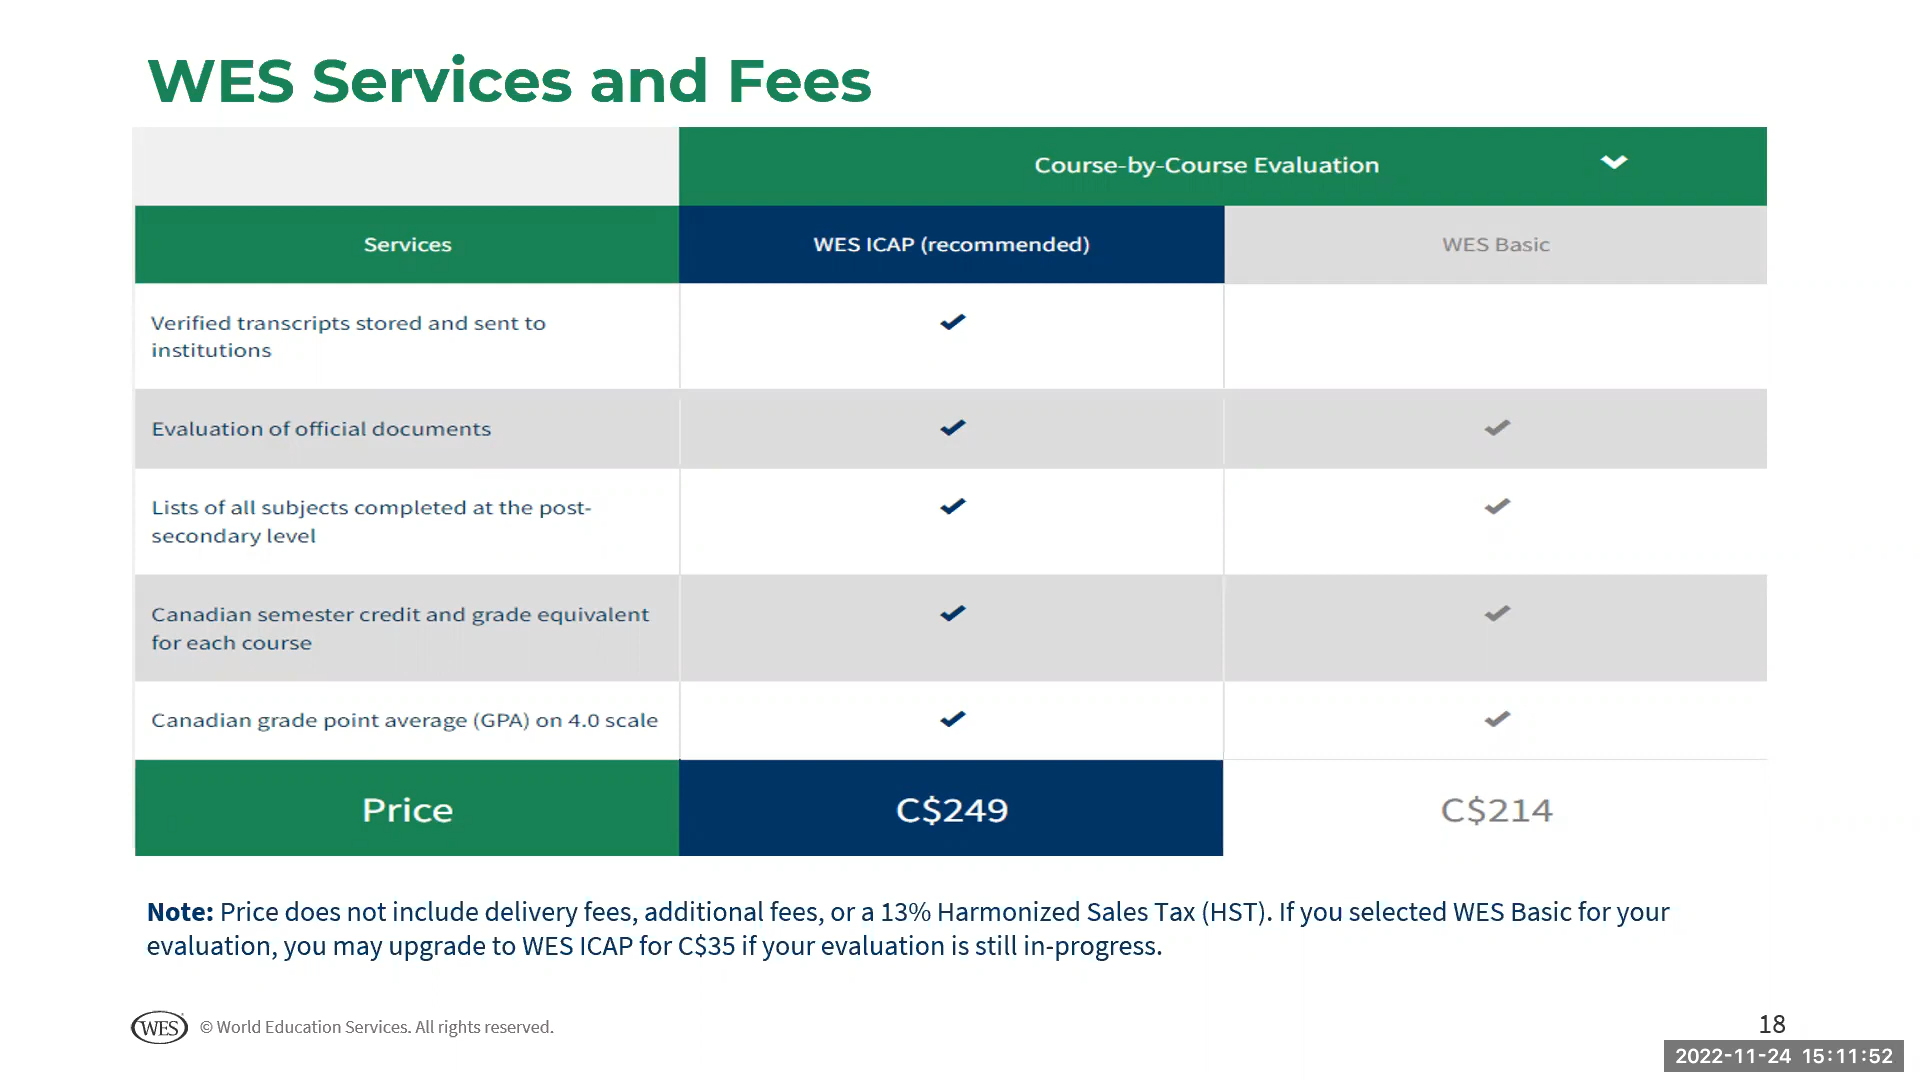 WES Services and Fees
Course-by-Course Evaluation
Services
WES ICAP (recommended)
WES Basic
Verified transcripts stored and sent to
institutions
Evaluation of official documents
Lists of all subjects completed at the post-
secondary level
Canadian semester credit and grade equivalent
for each course
Canadian grade point average (GPA) on 4.0 scale
Price
C$249
C$214
Note: Price does not include delivery fees, additional fees, or a 13% Harmonized Sales Tax (HST). If you selected WES Basic for your
evaluation, you may upgrade to WES ICAP for C$35 if your evaluation is still in-progress.
WES
© World Education Services. All rights reserved.
18
2022-11-24 15:11:52